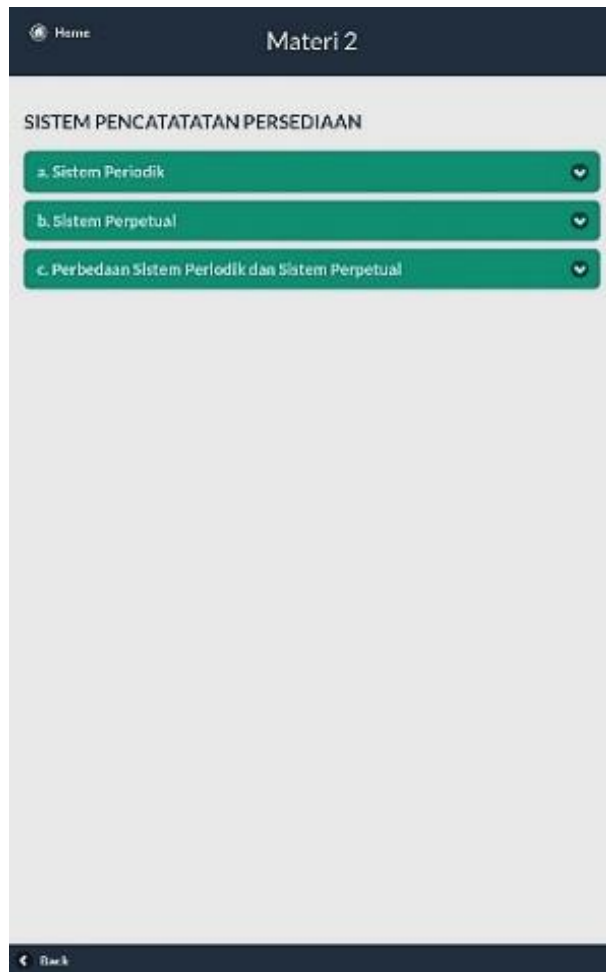 Home
Materi 2
SISTEM PENCATATATAN PERSEDIAAN
a. Sistem Periodik
b. Sistem Perpetual
c. Perbedaan Sistem Periodik dan Sistem Perpetual
Back